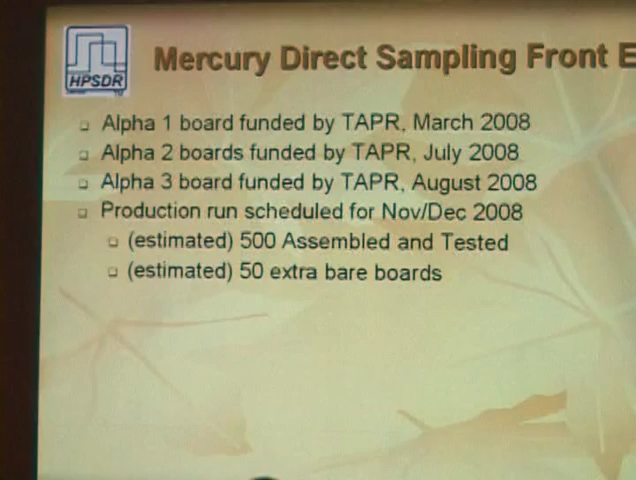 HPSDR
Mercury Direct Sampling Front E
Alpha 1 board funded by TAPR, March 2008
Alpha 2 boards funded by TAPR, July 2008
Alpha 3 board funded by TAPR, August 2008
Production run scheduled for Nov/Dec 2008
(estimated) 500 Assembled and Tested
(estimated) 50 extra bare boards